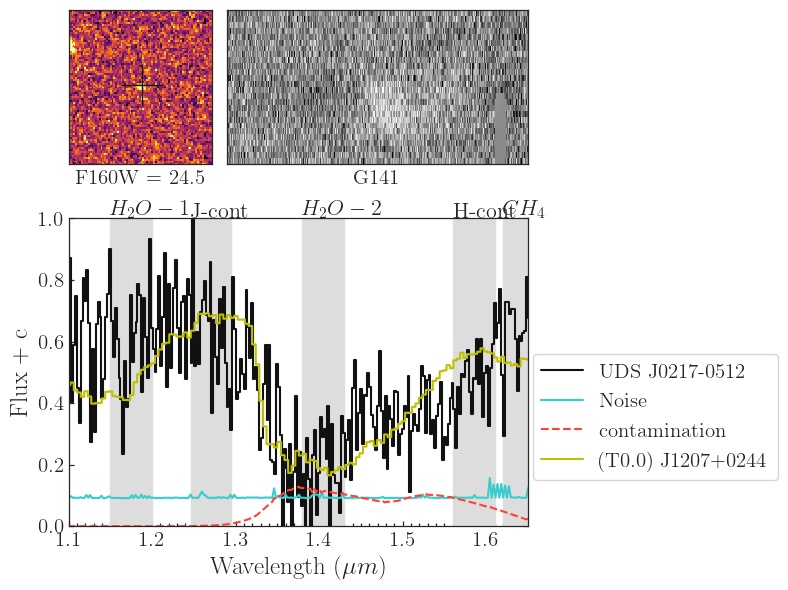 F160W = 24.5
G141
H₂O − 1 J-cont H₂O − 2 H-cont CH₄
1.0
0.8
0.6
0.4
0.2
0.0
Flux + c
1.1 1.2 1.3 1.4 1.5 1.6
Wavelength (μm)
UDS J0217-0512
Noise
contamination
(T0.0) J1207+0244